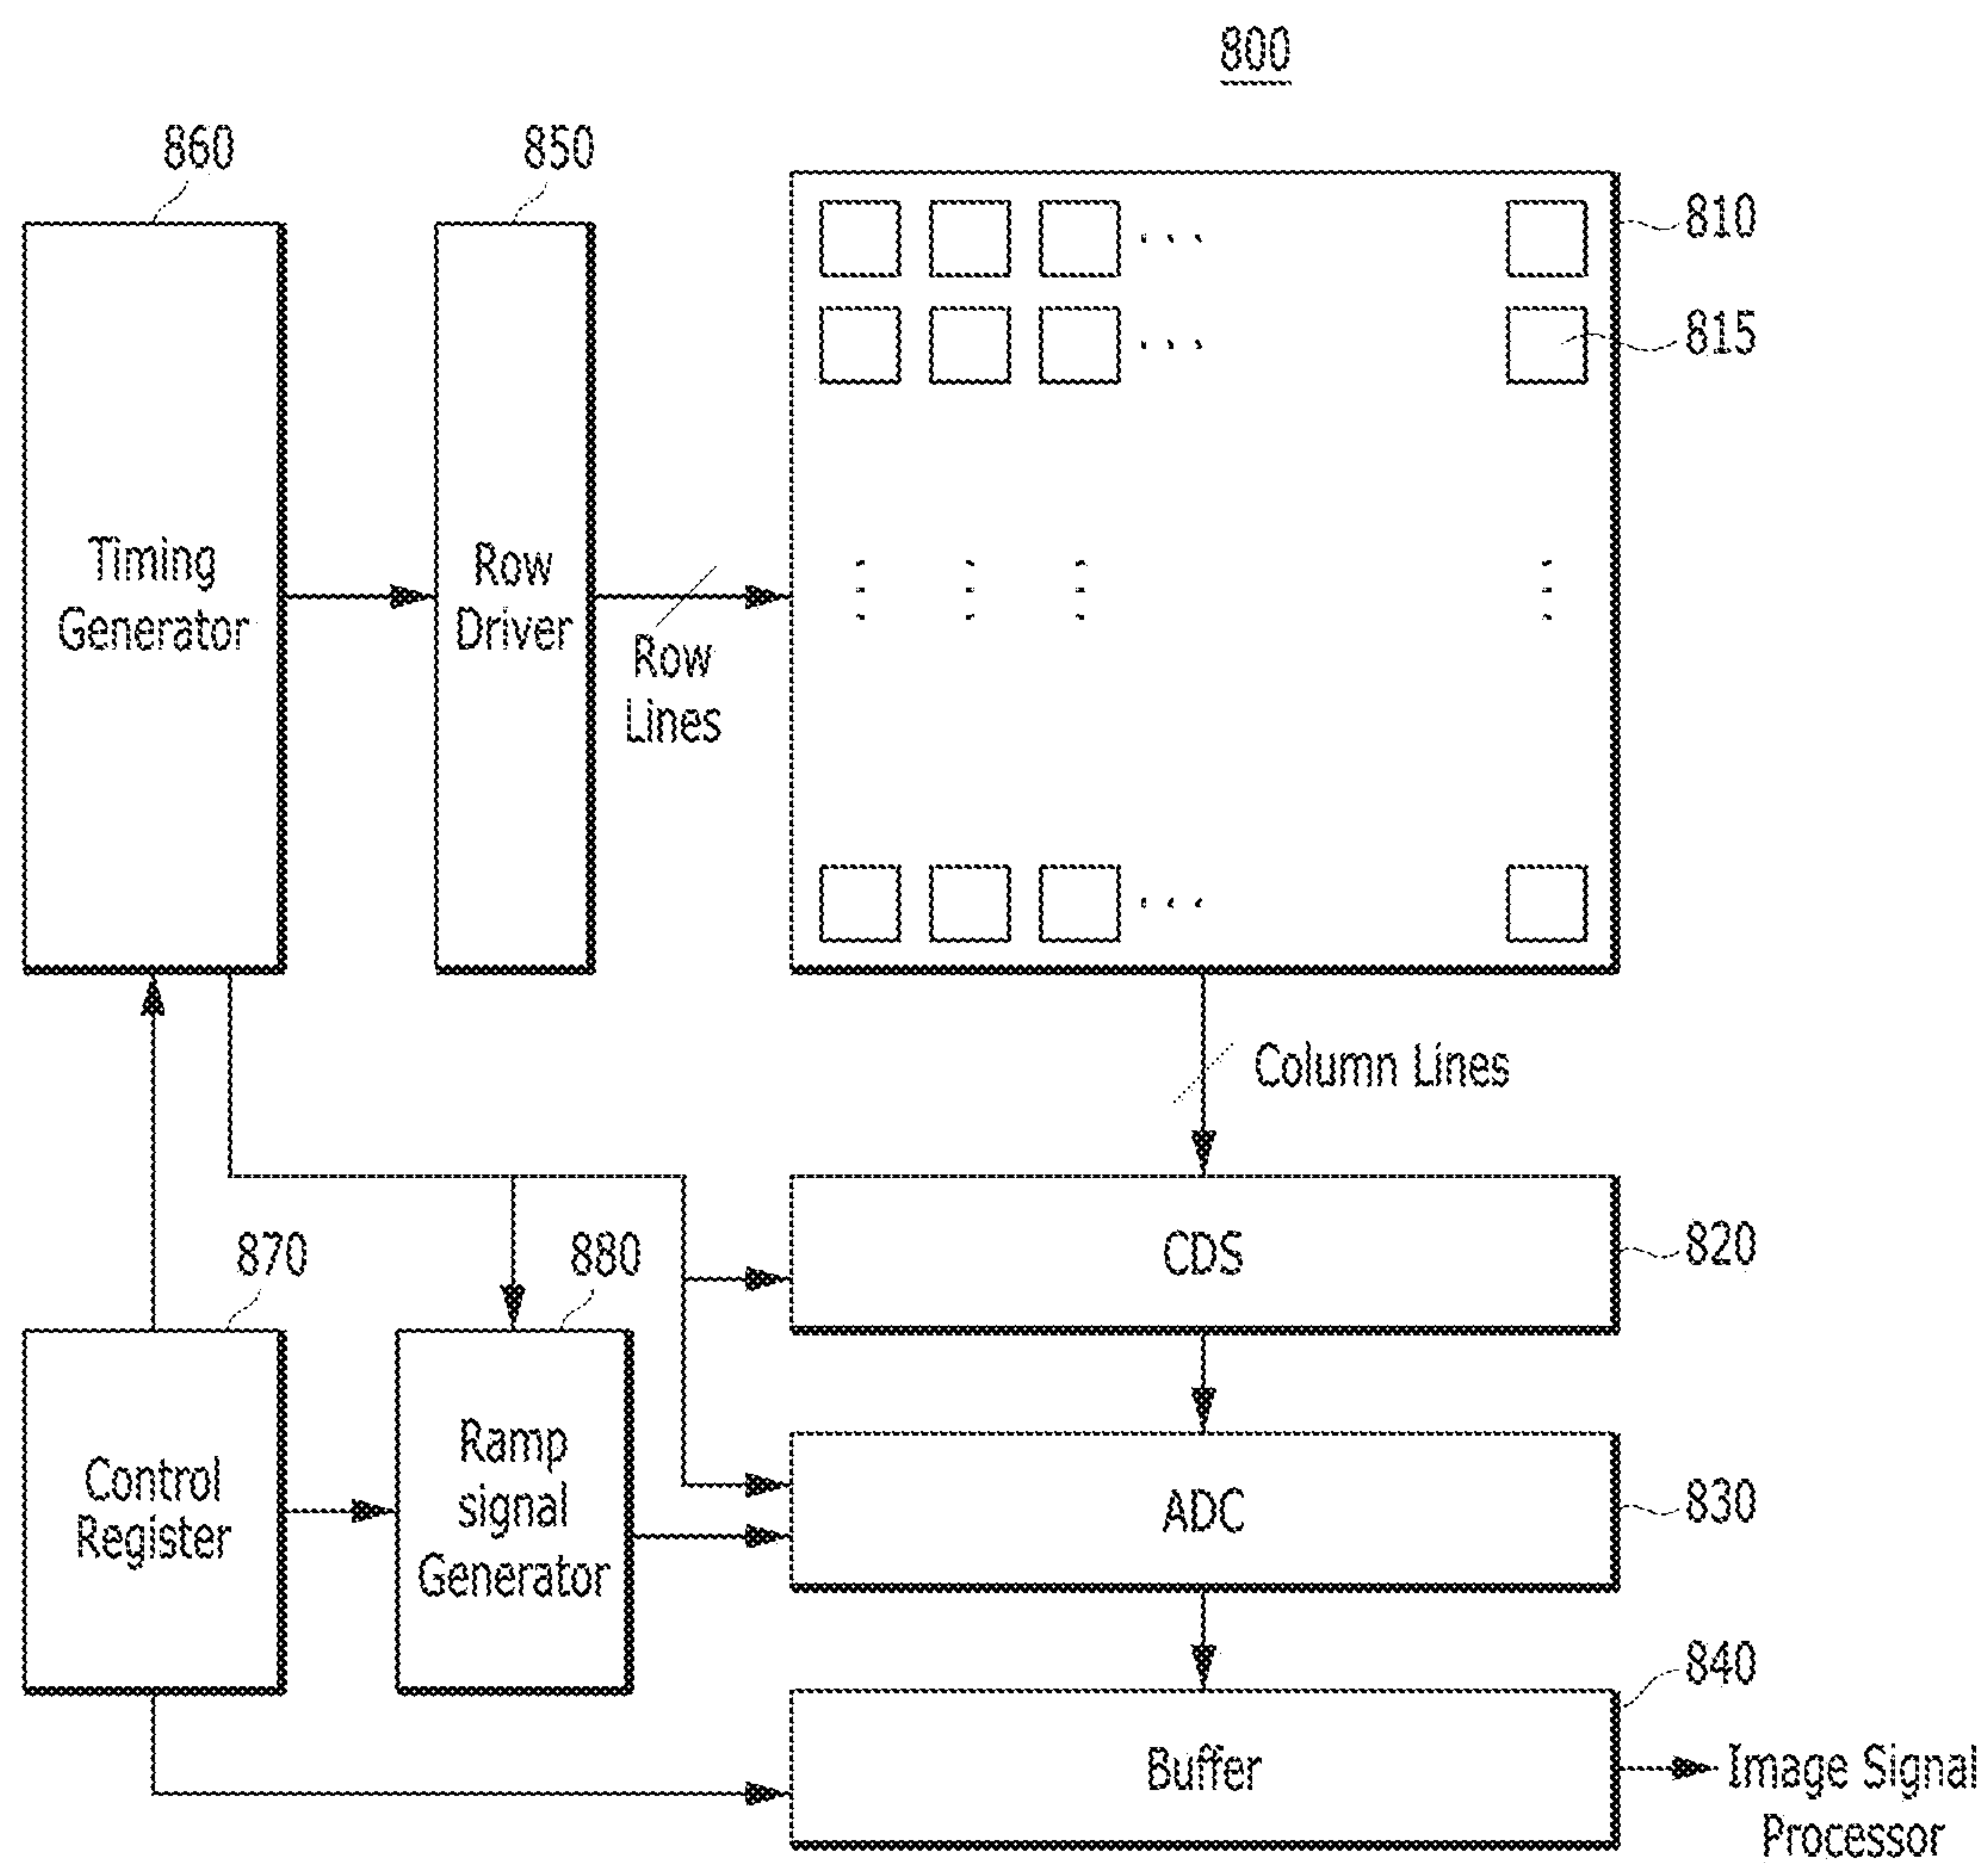 800
860
850
810
815
Timing
Generator
Row
Driver
Row
Lines
Column Lines
870
880
CDS
820
Control
Register
Ramp
signal
Generator
ADC
830
840
Buffer
Image Signal
Processor